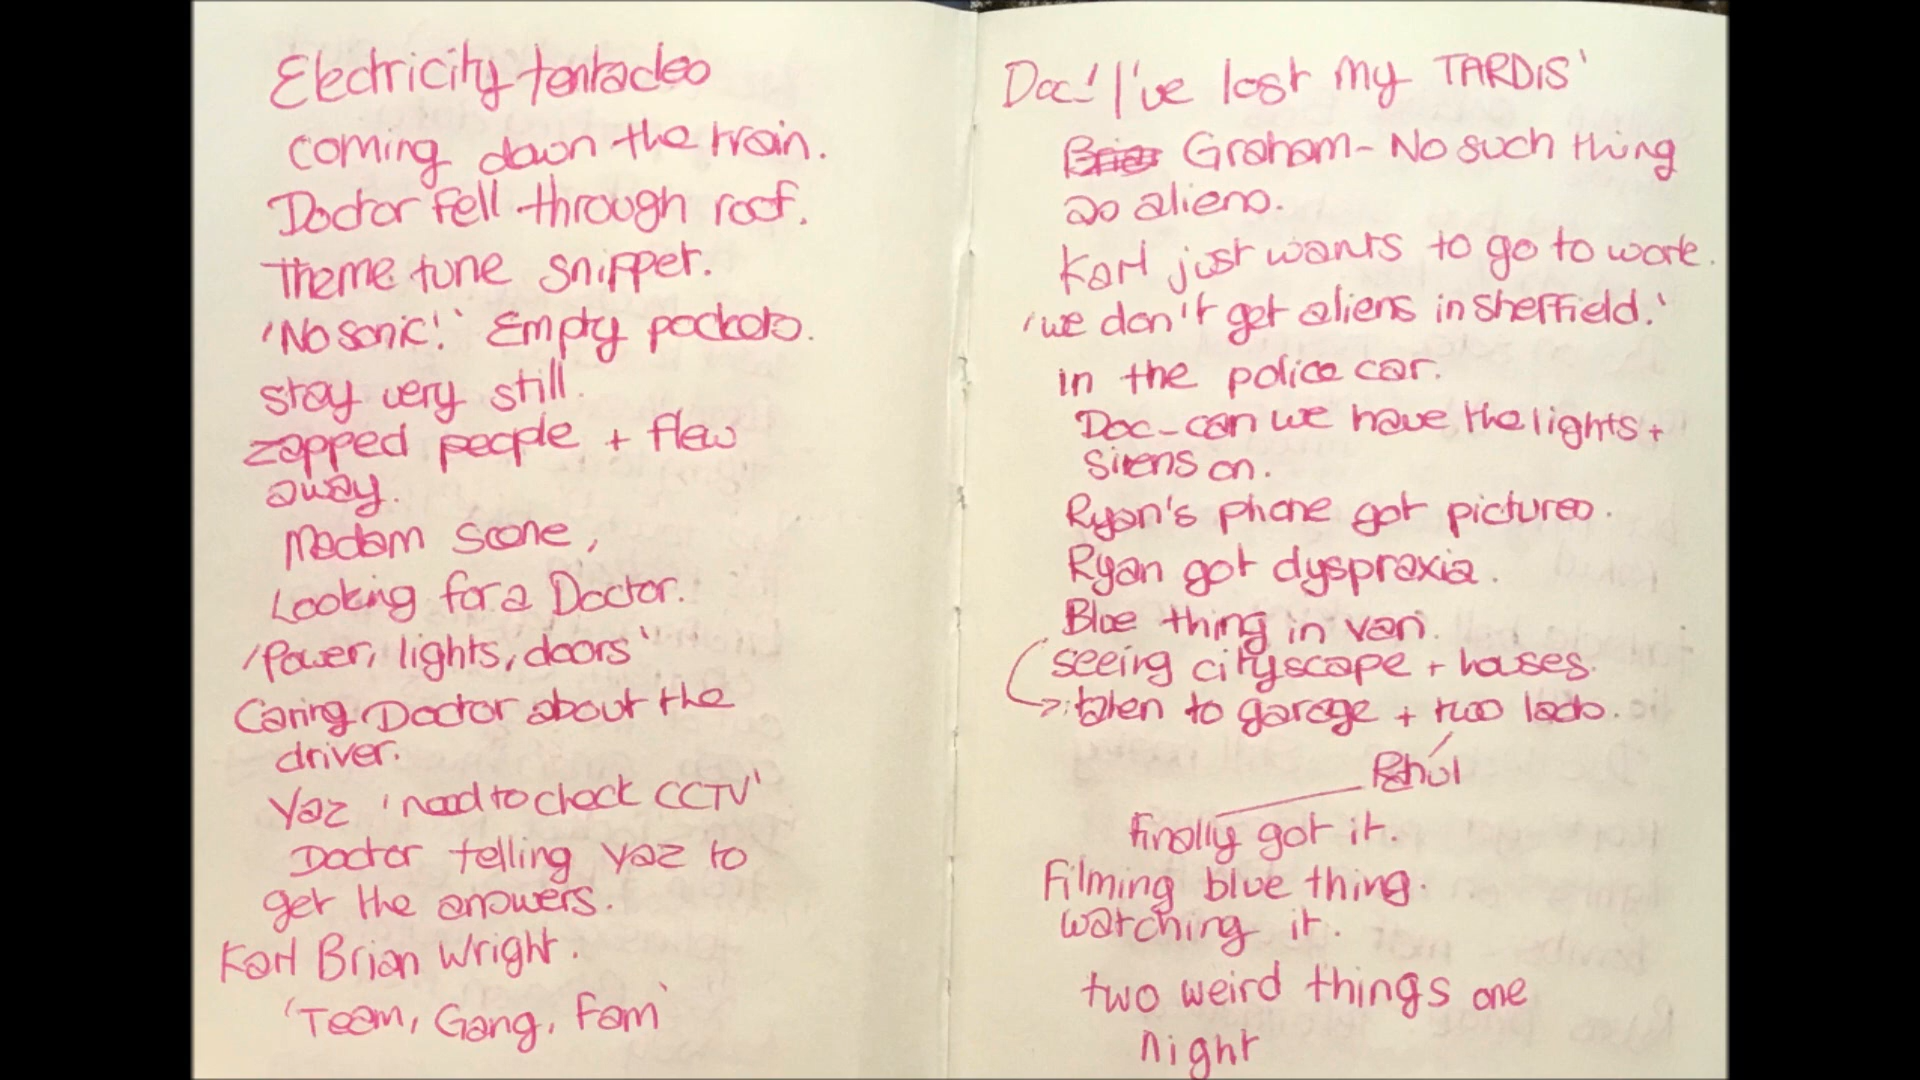 Electricity tentacles
coming down the train.
Doctor fell through roof.
Theme tune snippet.
'No sonic!' Empty pockets.
stay very still.
zapped people + flew
away.
Madam Scone,
Looking for a Doctor.
'Power, lights, doors'
Caring Doctor about the
driver.
Yaz 'need to check CCTV'
Doctor telling Yaz to
get the answers.
Karl Brian Wright.
'Team, Gang, Fam'
Doc-'I've lost my TARDIS'
Graham- No such thing
as aliens.
Karl just wants to go to work.
'we don't get aliens in sheffield.'
in the police car.
Doc-can we have the lights +
sirens on.
Ryan's phone got pictures.
Ryan got dyspraxia.
Blue thing in van.
seeing cityscape + houses.
taken to garage + two lads.
Rahul
finally got it.
Filming blue thing.
watching it.
two weird things one
night